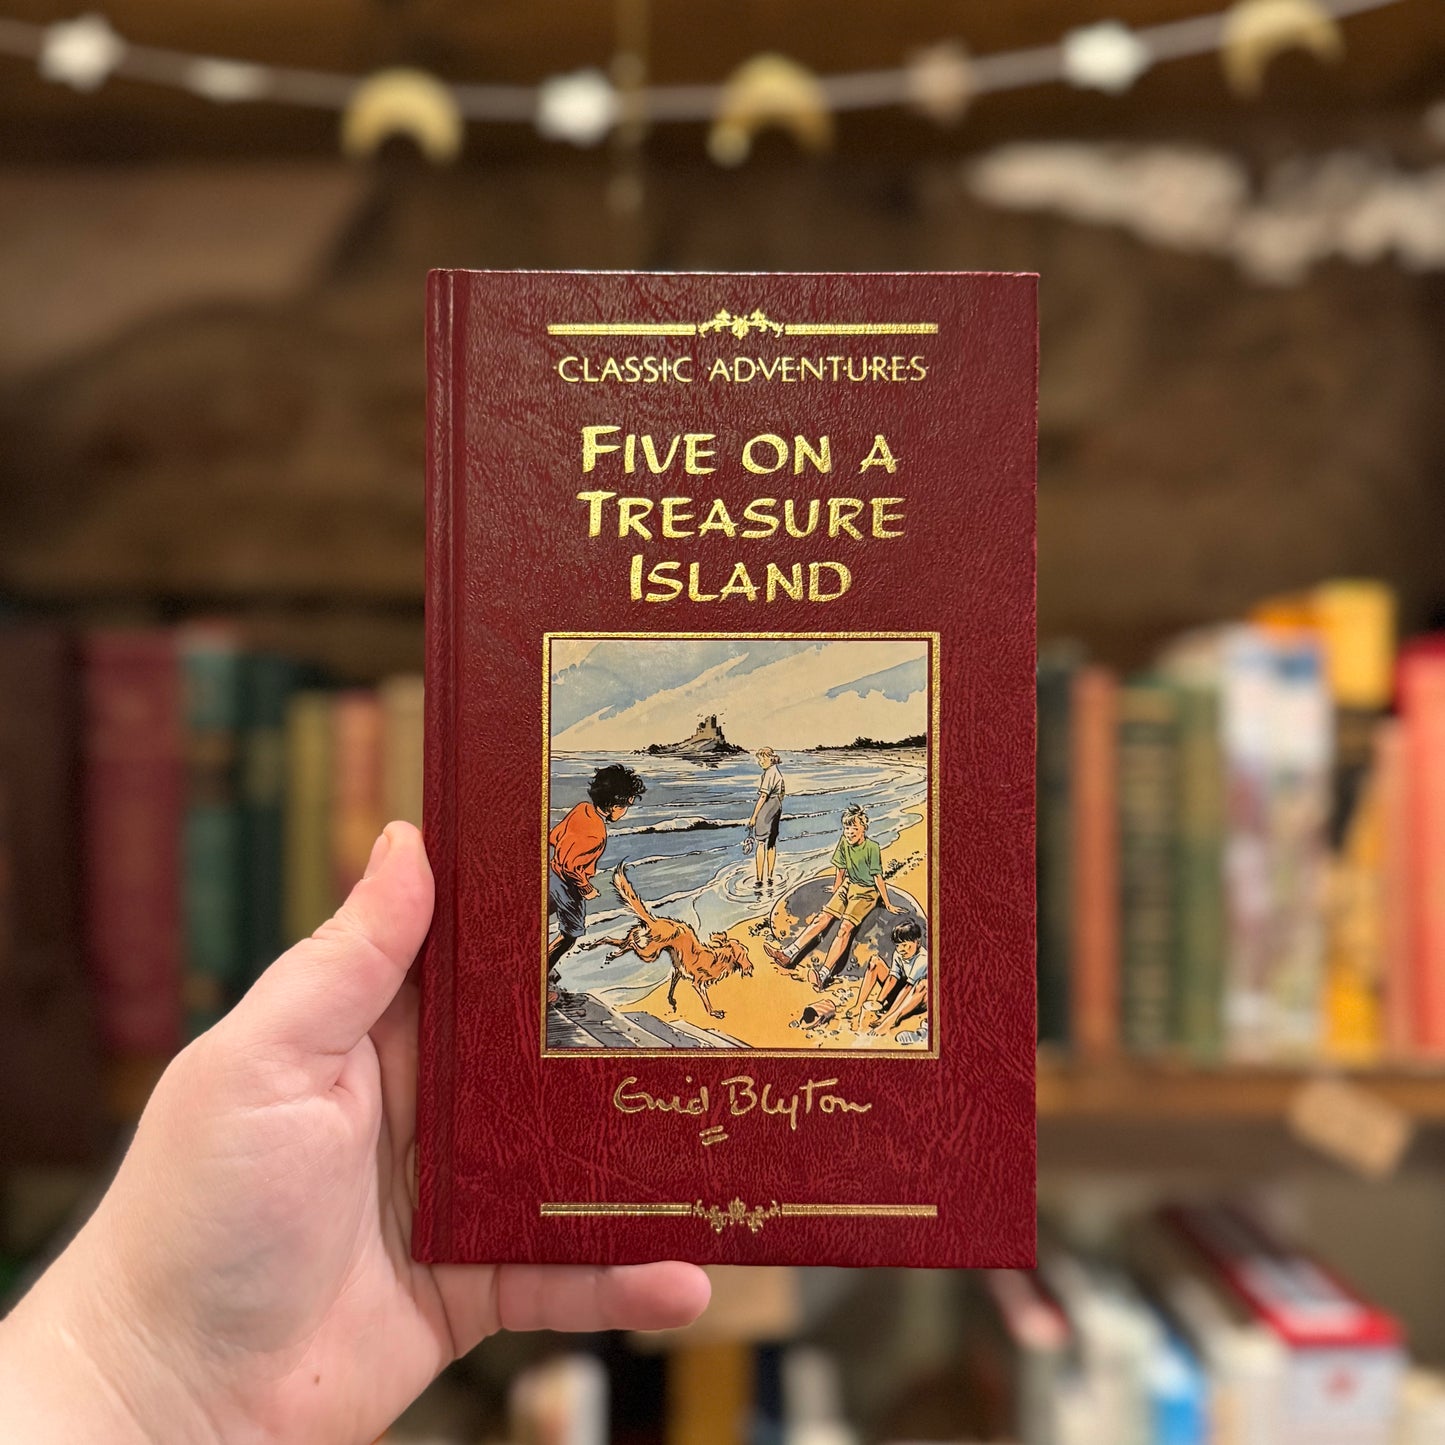 CLASSIC ADVENTURES
FIVE ON A
TREASURE
ISLAND
Enid Blyton